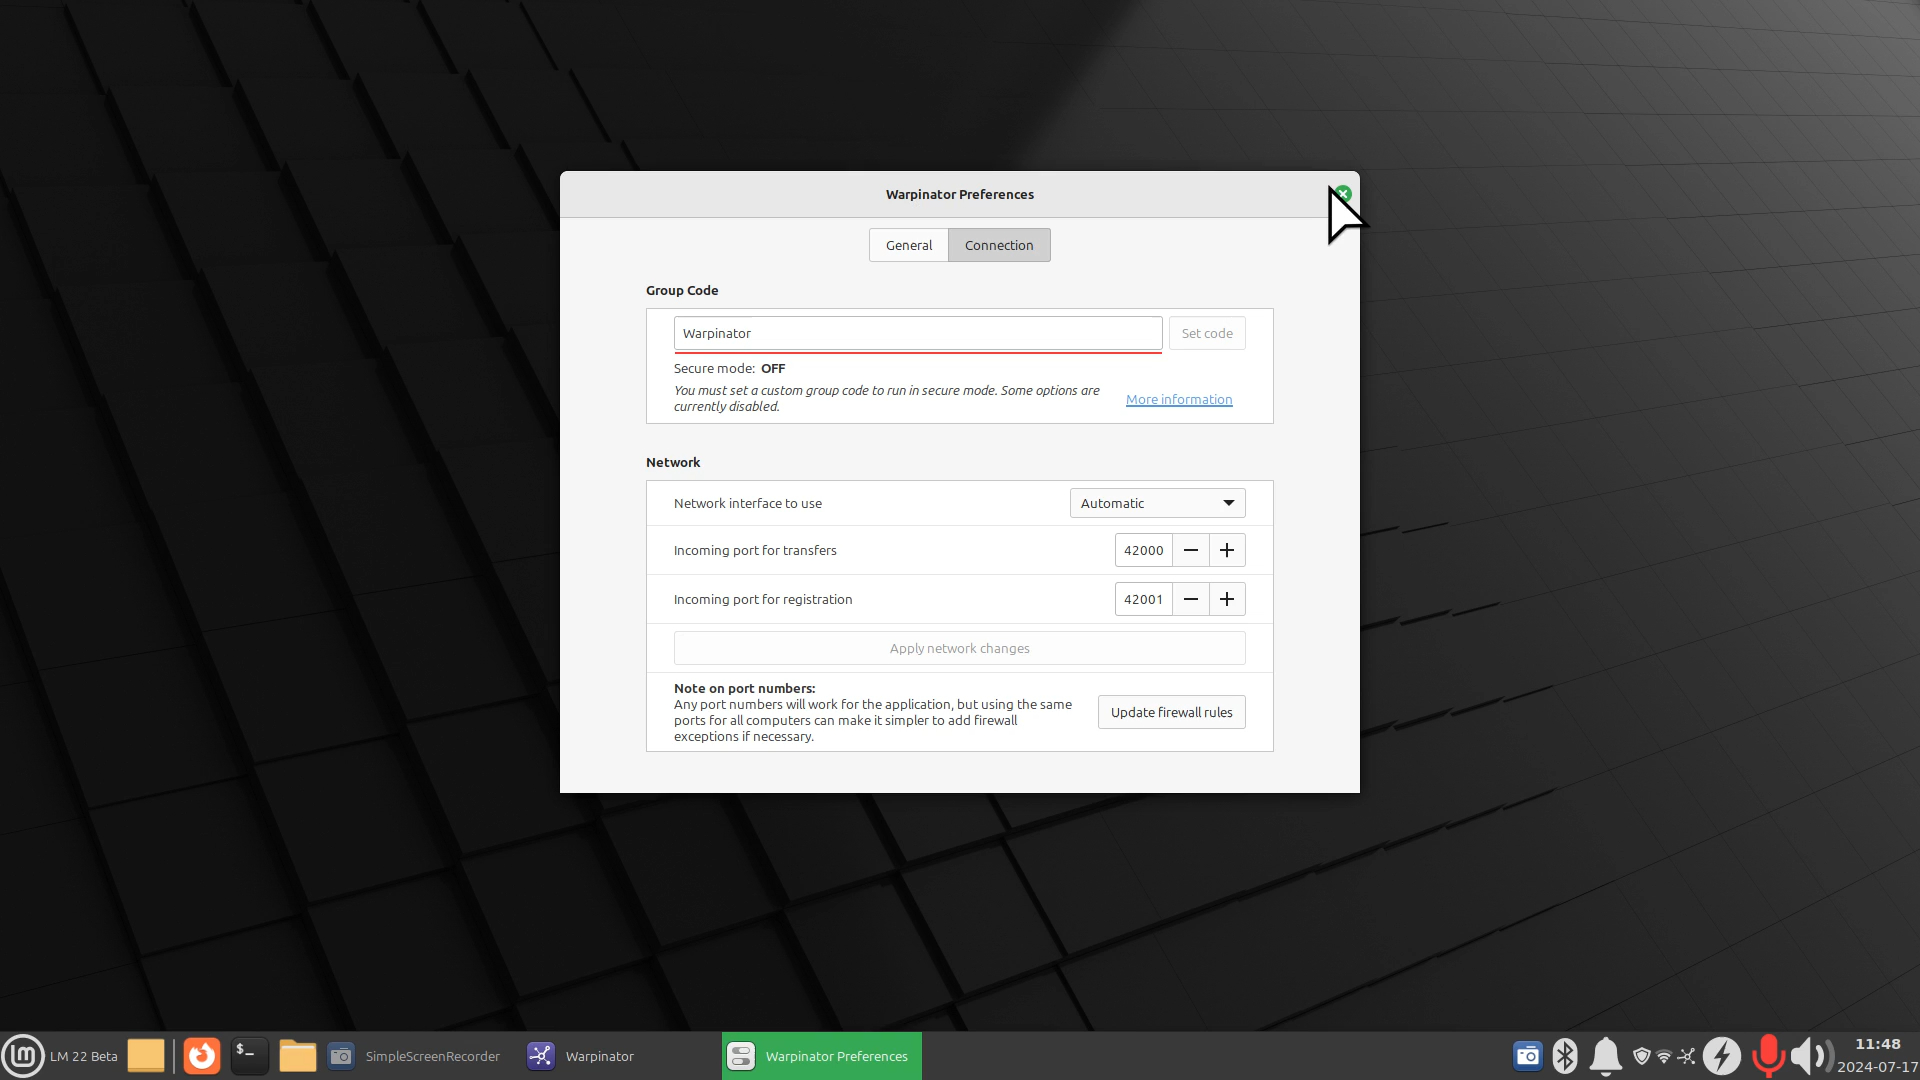 Warpinator Preferences
General Connection
Group Code
Warpinator Set code
Secure mode: OFF
You must set a custom group code to run in secure mode. Some options are
currently disabled.
More information
Network
Network interface to use Automatic
Incoming port for transfers 42000
Incoming port for registration 42001
Apply network changes
Note on port numbers:
Any port numbers will work for the application, but using the same
ports for all computers can make it simpler to add firewall
exceptions if necessary.
Update firewall rules
LM 22 Beta SimpleScreenRecorder Warpinator Warpinator Preferences
11:48
2024-07-17